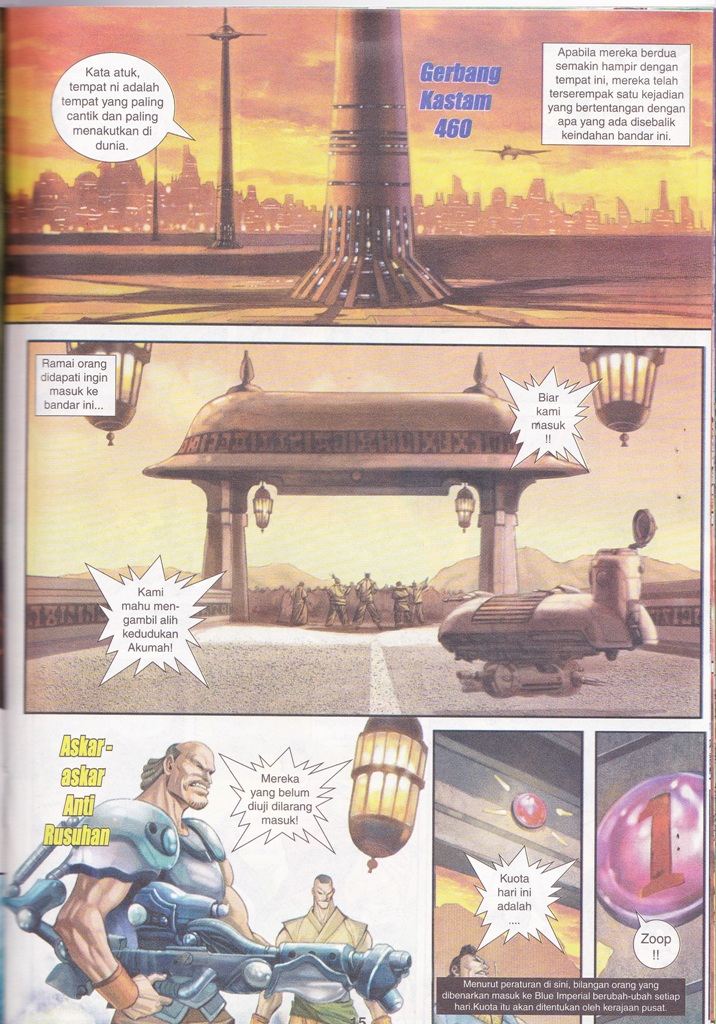 Kata atuk,
tempat ni adalah
tempat yang paling
cantik dan paling
menakutkan di
dunia.
Gerbang
Kastam
460
Apabila mereka berdua
semakin hampir dengan
tempat ini, mereka telah
terserempak satu kejadian
yang bertentangan dengan
apa yang ada disebalik
keindahan bandar ini.
Ramai orang
didapati ingin
masuk ke
bandar ini...
Biar
kami
masuk
!!
Kami
mahu men-
gambil alih
kedudukan
Akumah!
Askar-
askar
Anti
Rusuhan
Mereka
yang belum
diuji dilarang
masuk!
Kuota
hari ini
adalah
....
1
Zoop
!!
Menurut peraturan di sini, bilangan orang yang
dibenarkan masuk ke Blue Imperial berubah-ubah setiap
hari.Kuota itu akan ditentukan oleh kerajaan pusat.
15